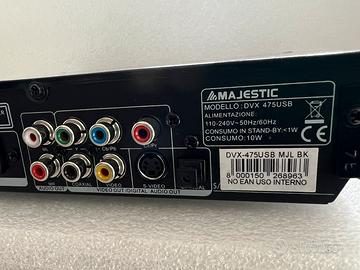 MAJESTIC
MODELLO: DVX 475USB
ALIMENTAZIONE:
110-240V~50Hz/60Hz
CONSUMO IN STAND-BY:<1W
CONSUMO:10W
DVX-475USB MJL BK
8 000150 268963
NO EAN USO INTERNO
COAXIAL
VIDEO
S-VIDEO
AUDIO OUT
VIDEO OUT/DIGITAL AUDIO OUT